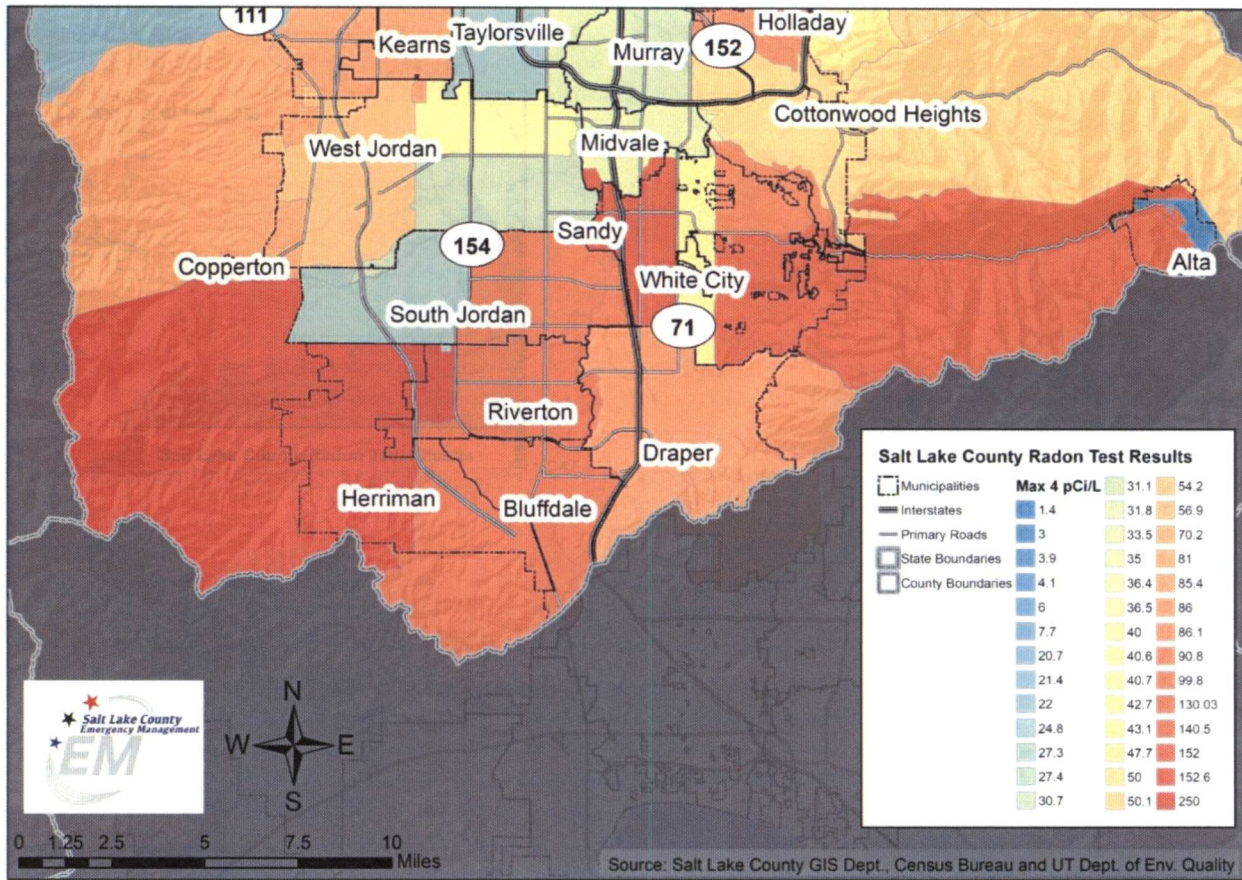 111
Kearns
Taylorsville
Murray
152
Holladay
Cottonwood Heights
West Jordan
Midvale
154
Sandy
Copperton
White City
Alta
South Jordan
71
Riverton
Draper
Herriman
Bluffdale
Salt Lake County Radon Test Results
Municipalities
Interstates
Primary Roads
State Boundaries
County Boundaries
Max 4 pCi/L
1.4
3
3.9
4.1
6
7.7
20.7
21.4
22
24.8
27.3
27.4
30.7
31.1
31.8
33.5
35
36.4
36.5
40
40.6
40.7
42.7
43.1
47.7
50
50.1
54.2
56.9
70.2
81
85.4
86
86.1
90.8
99.8
130.03
140.5
152
152.6
250
Salt Lake County
Emergency Management
EM
N
W E
S
0 1.25 2.5 5 7.5 10
Miles
Source: Salt Lake County GIS Dept., Census Bureau and UT Dept. of Env. Quality